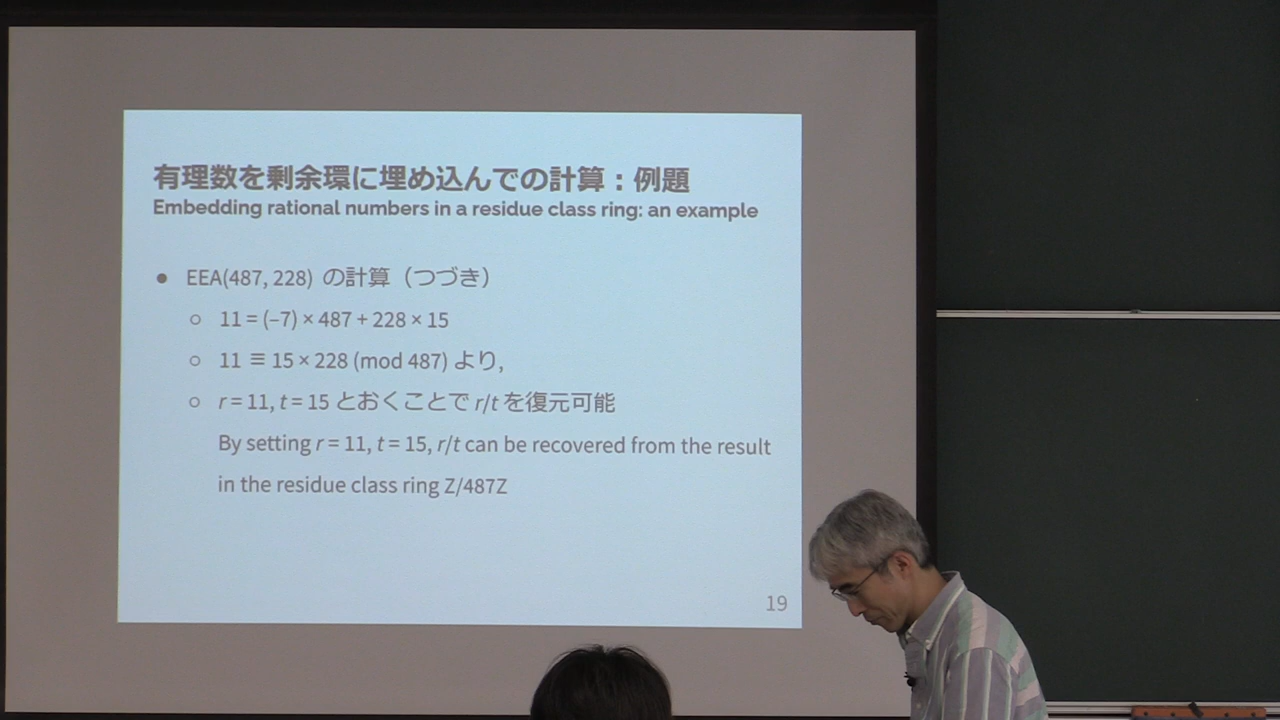 有理数を剰余環に埋め込んでの計算：例題
Embedding rational numbers in a residue class ring: an example
● EEA(487, 228) の計算（つづき）
○ 11 = (–7) × 487 + 228 × 15
○ 11 ≡ 15 × 228 (mod 487) より,
○ r = 11, t = 15 とおくことで r/t を復元可能
By setting r = 11, t = 15, r/t can be recovered from the result
in the residue class ring Z/487Z
19